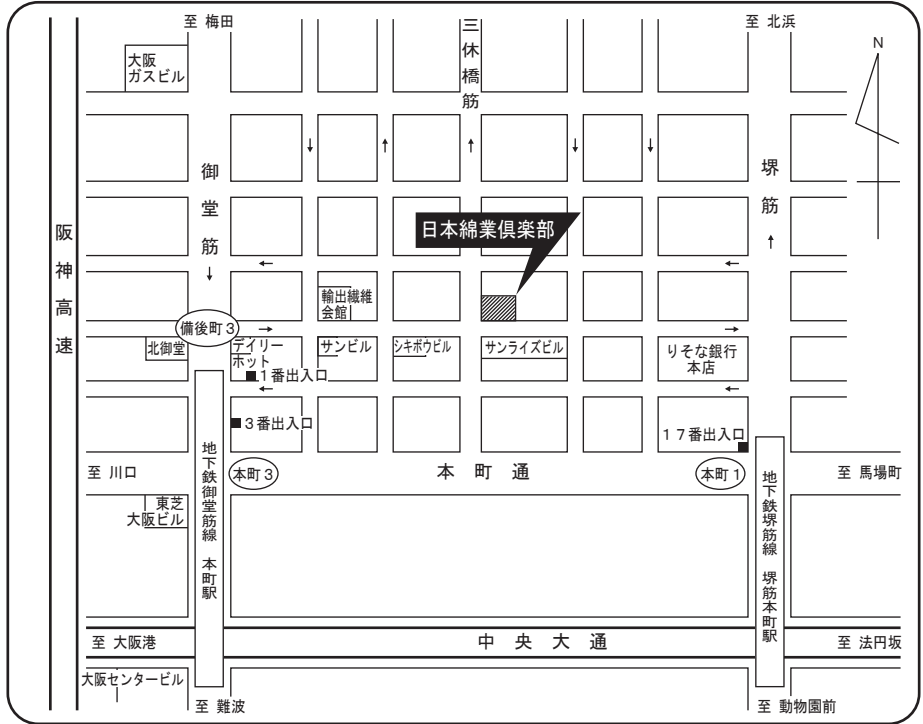 至 梅田
三休橋筋
至 北浜
大阪
ガスビル
N
御堂筋
堺筋
日本綿業倶楽部
阪神高速
輸出繊維
会館
備後町3
北御堂
デイリー
ホット
サンビル
シキボウビル
サンライズビル
りそな銀行
本店
1番出入口
3番出入口
17番出入口
至 川口
本町3
本町通
本町1
至 馬場町
地下鉄御堂筋線 本町駅
地下鉄堺筋線 堺筋本町駅
東芝
大阪ビル
至 大阪港
中央大通
至 法円坂
大阪センタービル
至 難波
至 動物園前